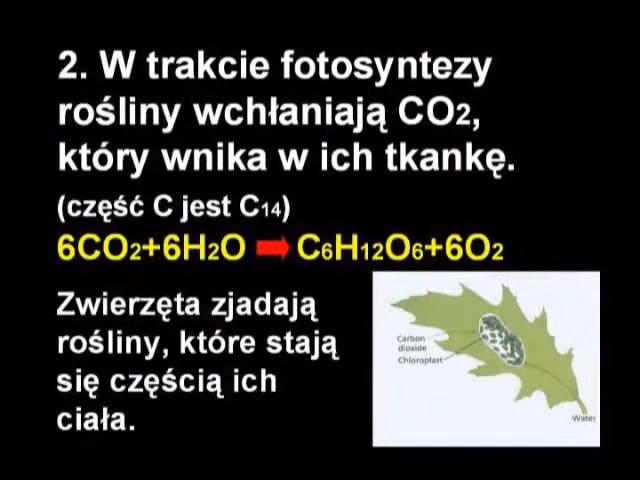 2. W trakcie fotosyntezy
rośliny wchłaniają CO2,
który wnika w ich tkankę.
(część C jest C14)
6CO2+6H2O ➡ C6H12O6+6O2
Zwierzęta zjadają
rośliny, które stają
się częścią ich
ciała.
Carbon
dioxide
Chloroplast
Water